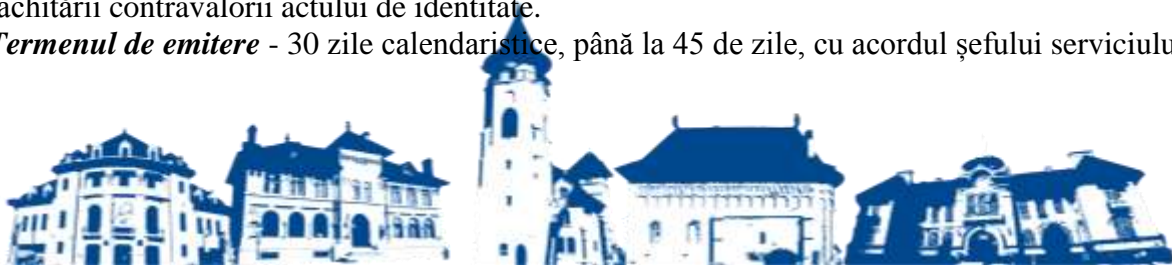 achitării contravalorii actului de identitate.
Termenul de emitere - 30 zile calendaristice, până la 45 de zile, cu acordul șefului serviciulu